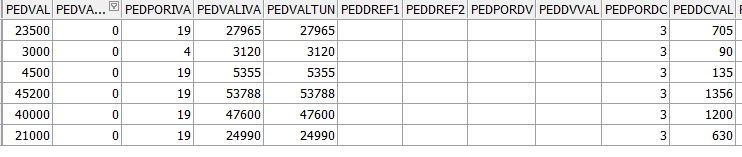 PEDVAL PEDVA... PEDPORIVA PEDVALIVA PEDVALTUN PEDDREF1 PEDDREF2 PEDPORDV PEDDVVAL PEDPORDC PEDDCVAL
23500 0 19 27965 27965 3 705
3000 0 4 3120 3120 3 90
4500 0 19 5355 5355 3 135
45200 0 19 53788 53788 3 1356
40000 0 19 47600 47600 3 1200
21000 0 19 24990 24990 3 630